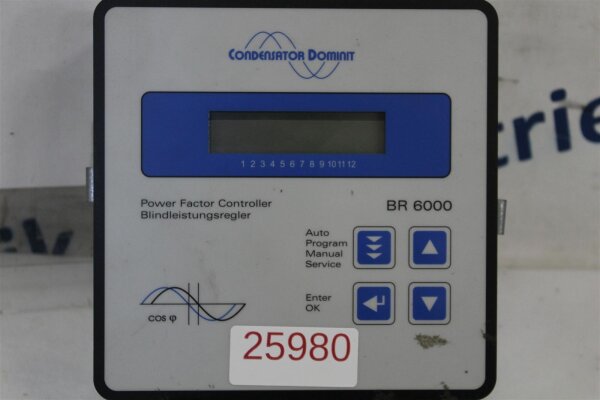 CONDENSATOR DOMINIT
1 2 3 4 5 6 7 8 9 10 11 12
Power Factor Controller
Blindleistungsregler
BR 6000
Auto
Program
Manual
Service
Enter
OK
cos φ
25980